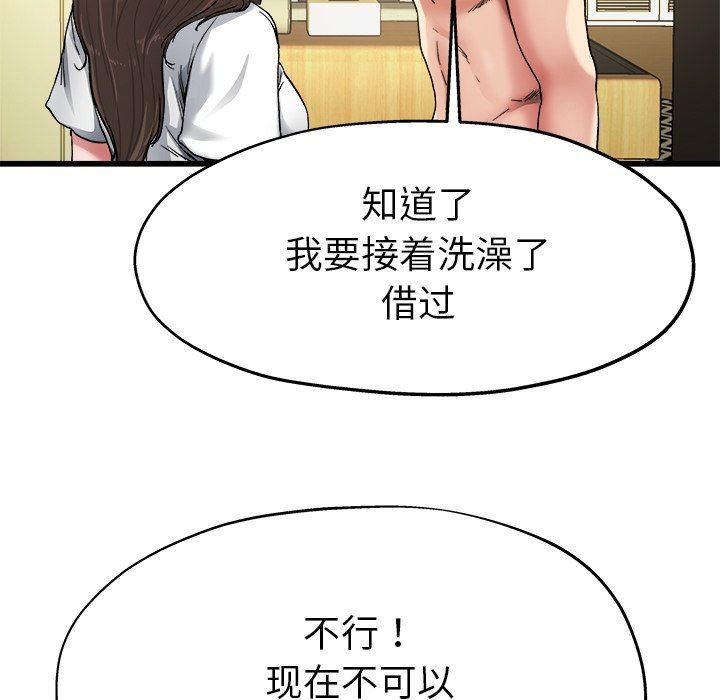 知道了
我要接着洗澡了
借过
不行！
现在不可以